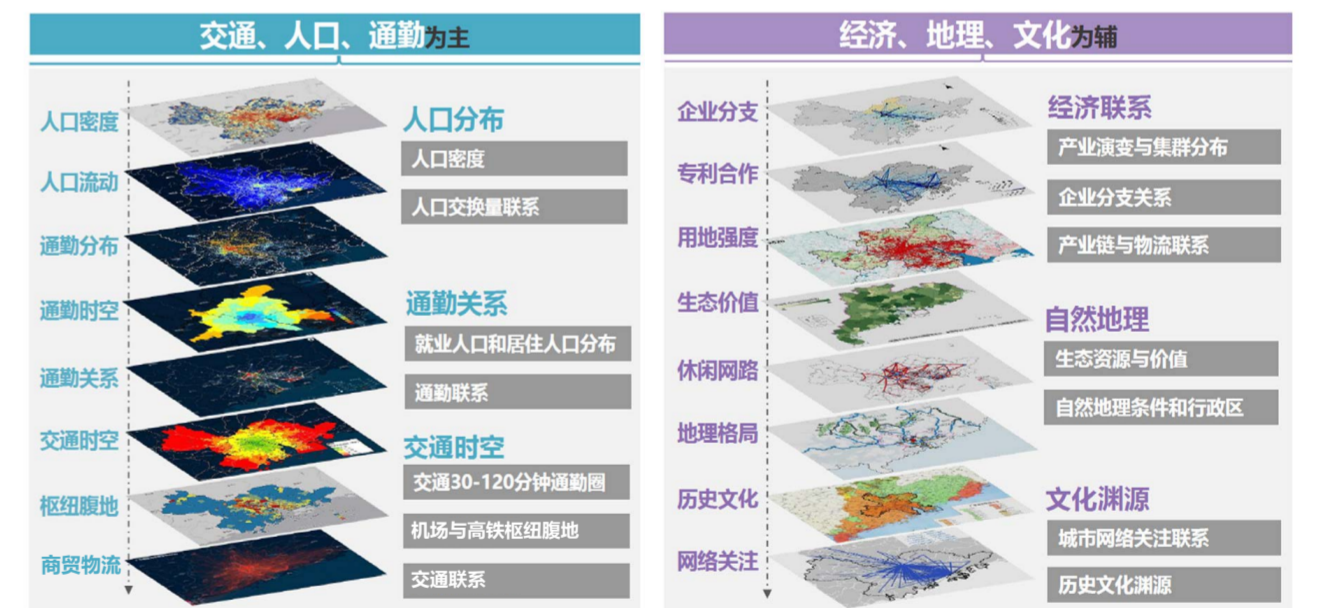 交通、人口、通勤为主
人口密度
人口流动
通勤分布
通勤时空
通勤关系
交通时空
枢纽腹地
商贸物流
人口分布
人口密度
人口交换量联系
通勤关系
就业人口和居住人口分布
通勤联系
交通时空
交通30-120分钟通勤圈
机场与高铁枢纽腹地
交通联系
经济、地理、文化为辅
企业分支
专利合作
用地强度
生态价值
休闲网路
地理格局
历史文化
网络关注
经济联系
产业演变与集群分布
企业分支关系
产业链与物流联系
自然地理
生态资源与价值
自然地理条件和行政区
文化渊源
城市网络关注联系
历史文化渊源